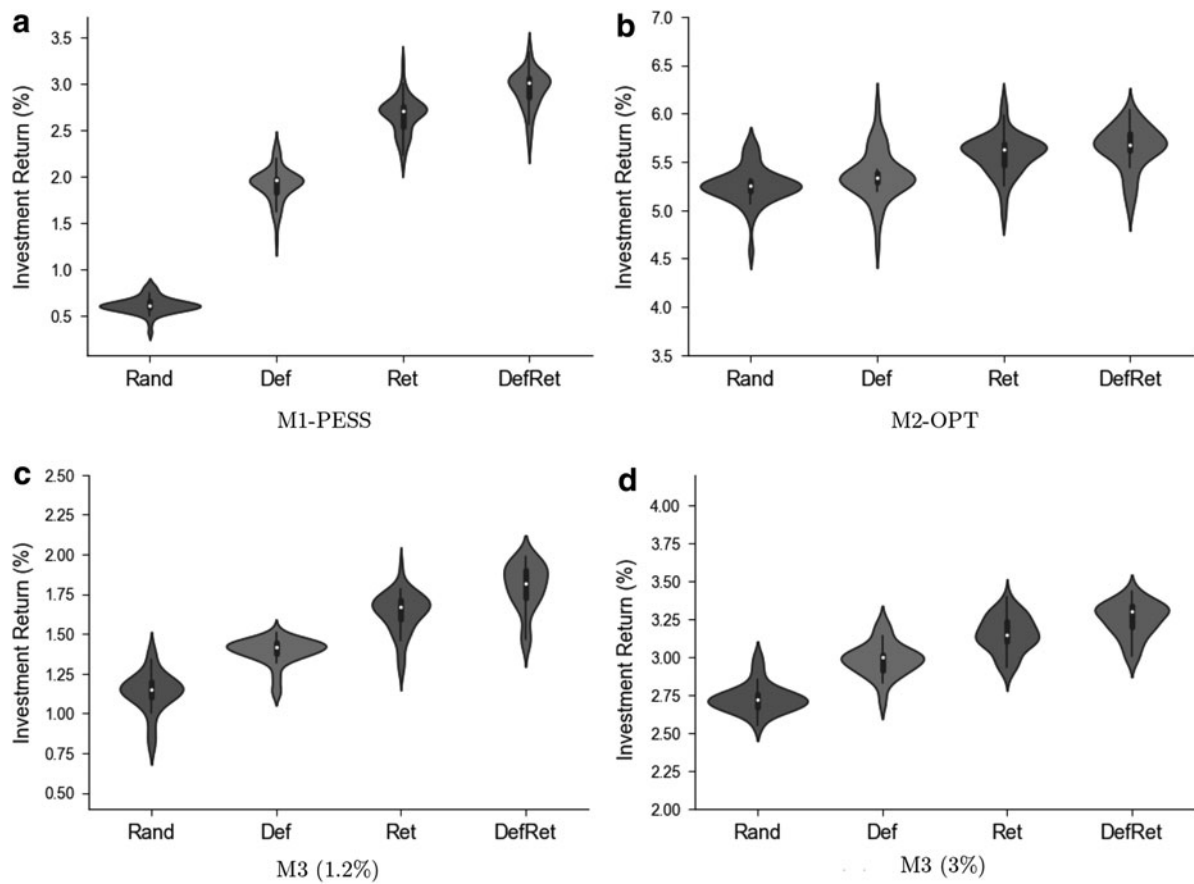 a
Investment Return (%)
3.5
3.0
2.5
2.0
1.5
1.0
0.5
Rand Def Ret DefRet
M1-PESS
b
Investment Return (%)
7.0
6.5
6.0
5.5
5.0
4.5
4.0
3.5
Rand Def Ret DefRet
M2-OPT
c
Investment Return (%)
2.50
2.25
2.00
1.75
1.50
1.25
1.00
0.75
0.50
Rand Def Ret DefRet
M3 (1.2%)
d
Investment Return (%)
4.00
3.75
3.50
3.25
3.00
2.75
2.50
2.25
2.00
Rand Def Ret DefRet
M3 (3%)